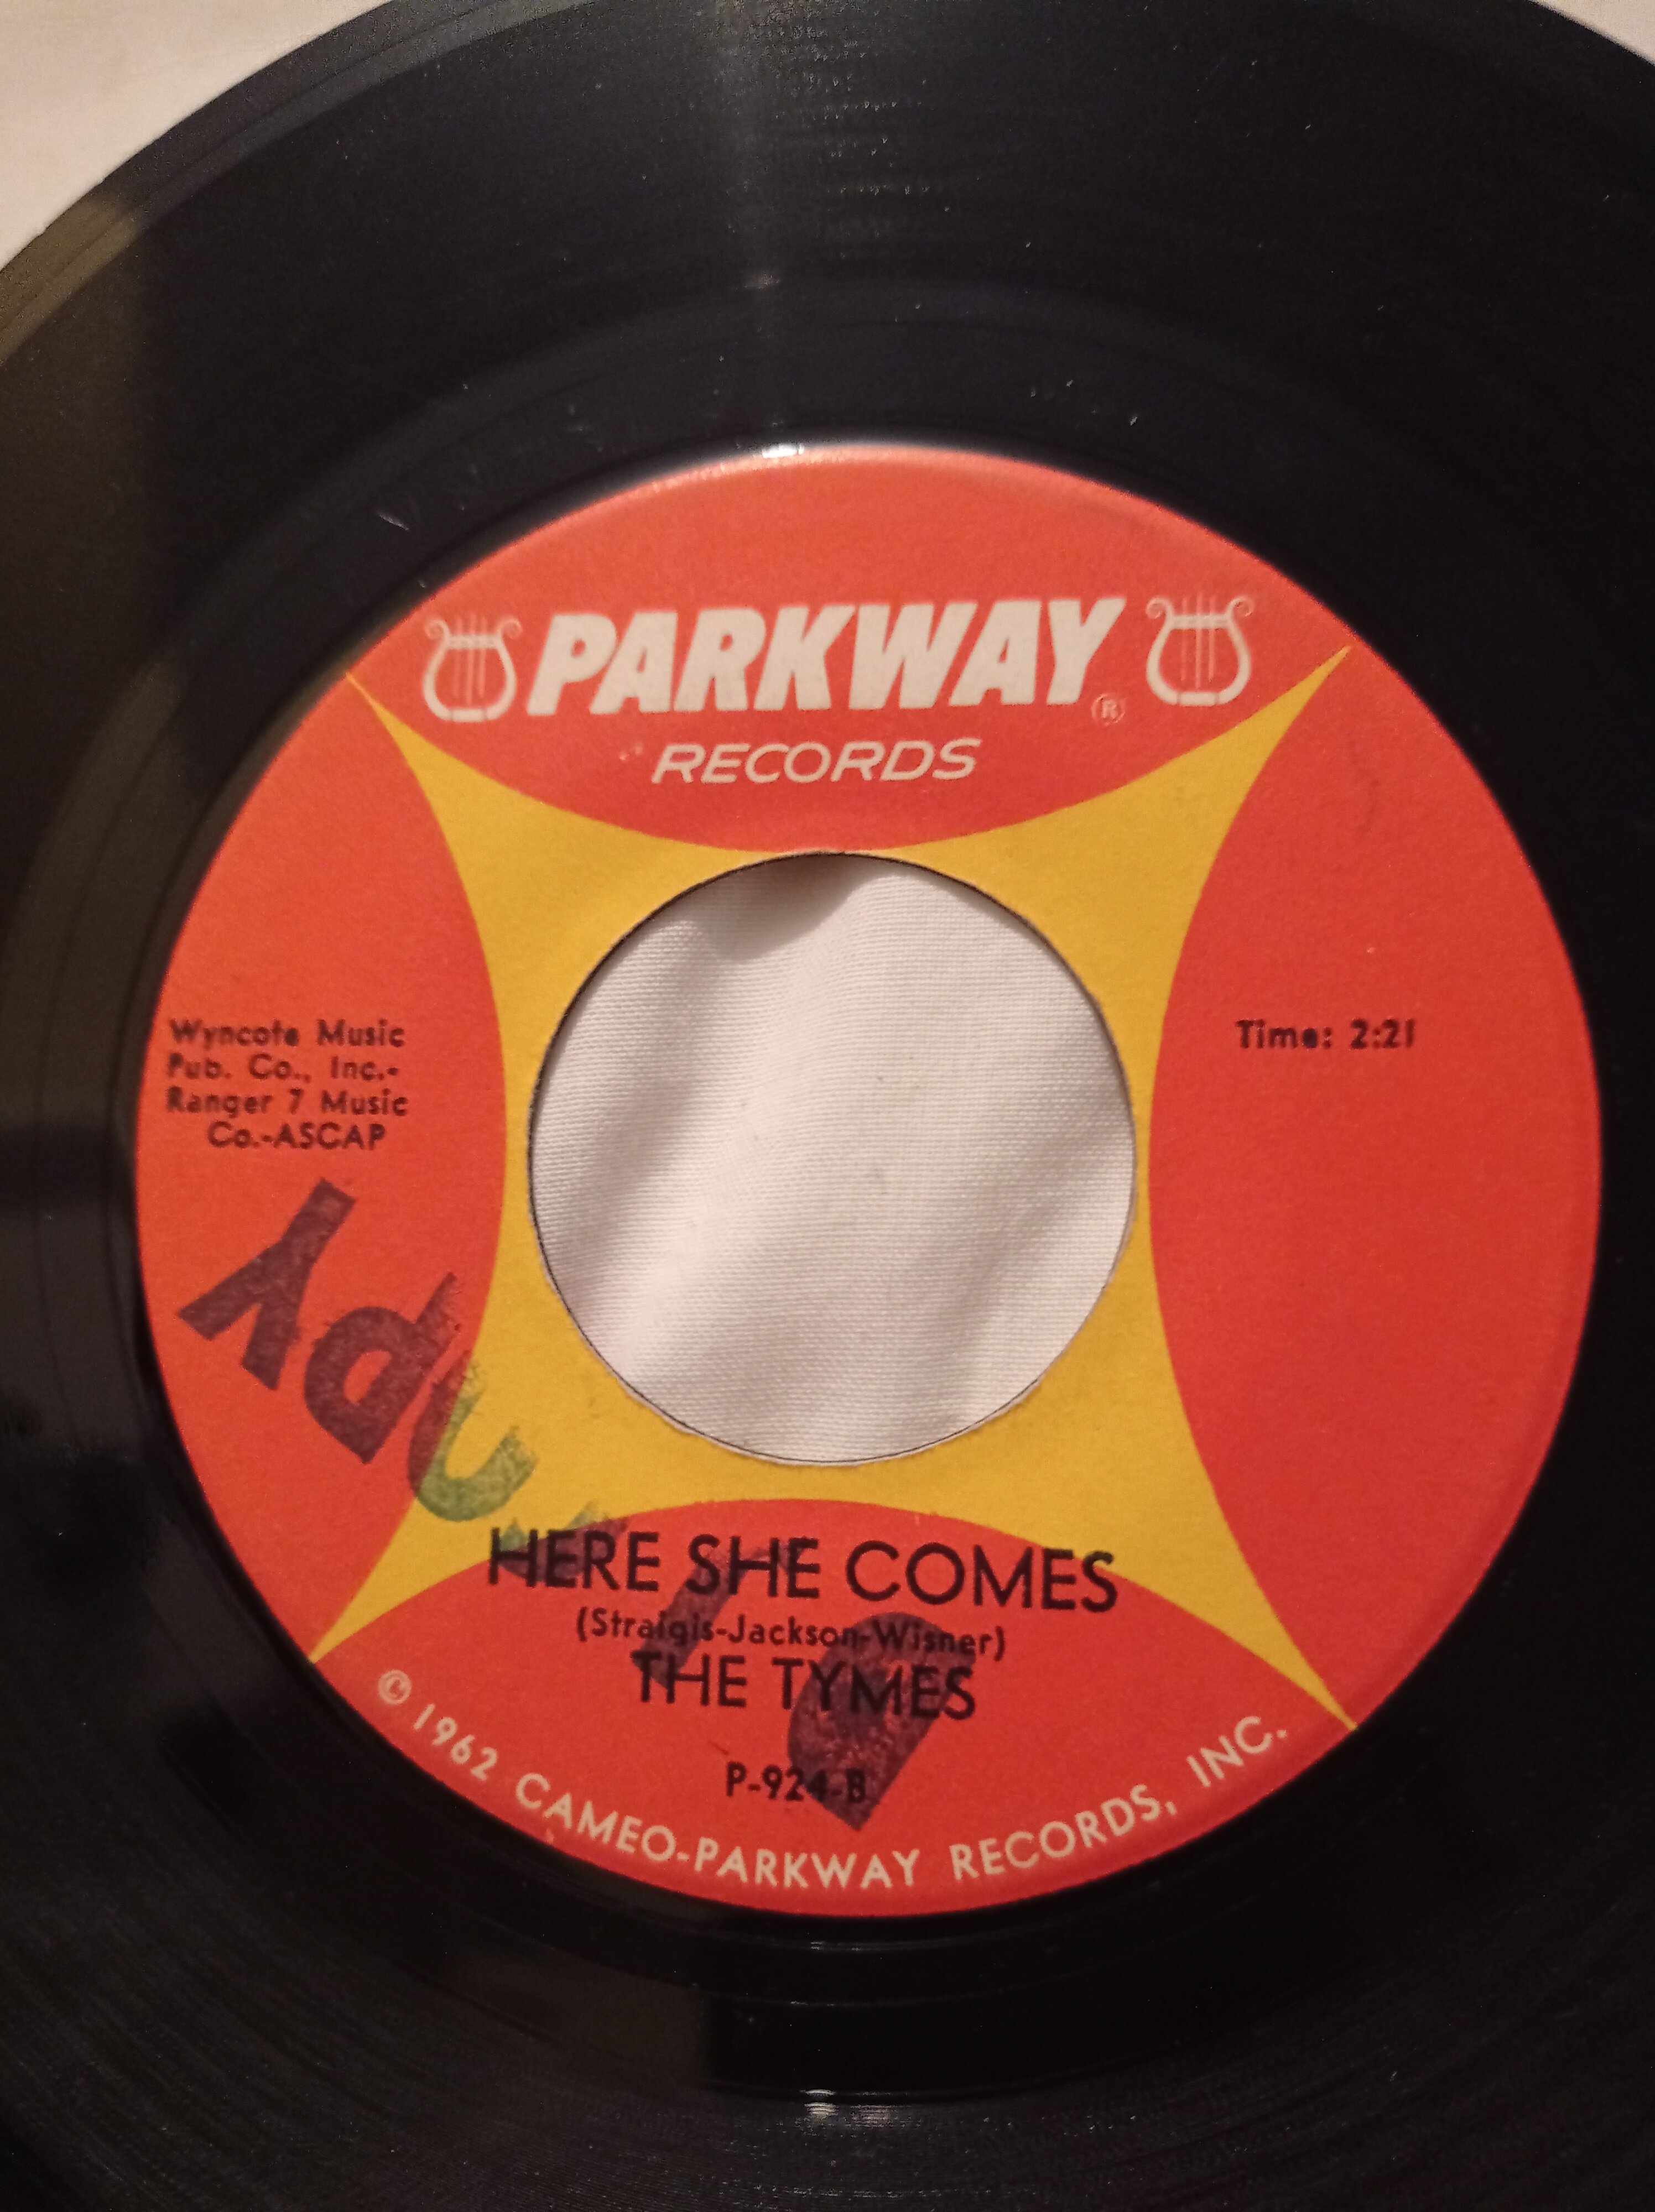 PARKWAY ®
RECORDS
Wyncote Music
Pub. Co., Inc.-
Ranger 7 Music
Co.-ASCAP
Time: 2:21
HERE SHE COMES
(Straigis-Jackson-Wisner)
THE TYMES
P-924-B
© 1962 CAMEO-PARKWAY RECORDS, INC.